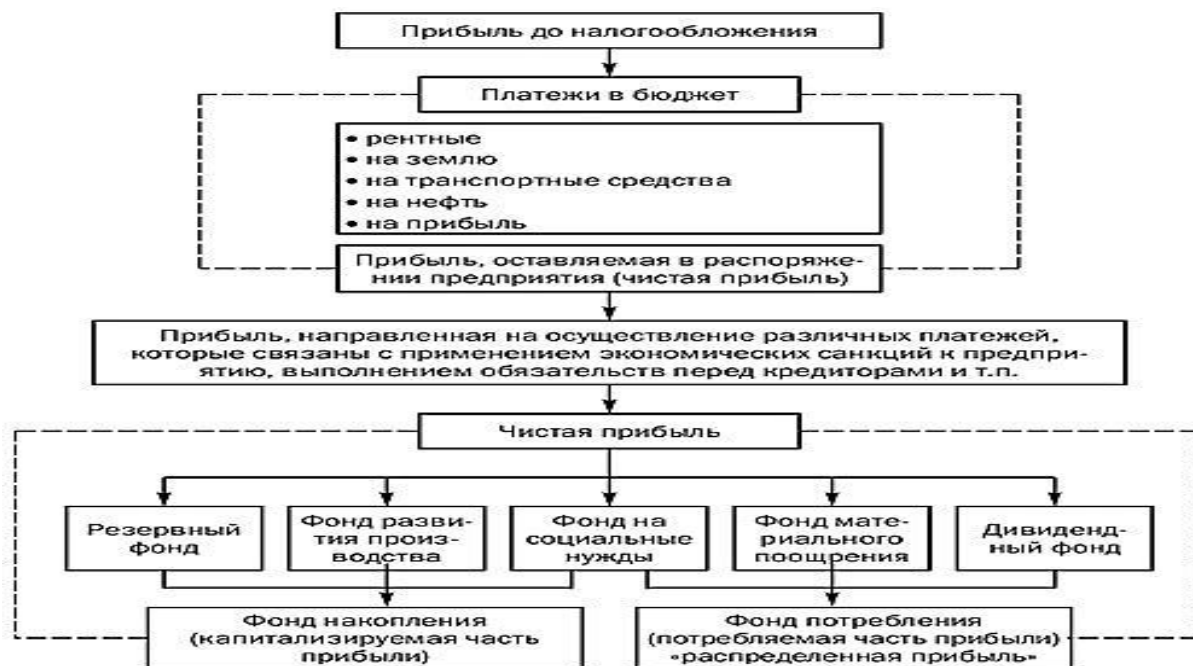 Прибыль до налогообложения
Платежи в бюджет
• рентные
• на землю
• на транспортные средства
• на нефть
• на прибыль
Прибыль, оставляемая в распоряже-
нии предприятия (чистая прибыль)
Прибыль, направленная на осуществление различных платежей,
которые связаны с применением экономических санкций к предпри-
ятию, выполнением обязательств перед кредиторами и т.п.
Чистая прибыль
Резервный
фонд
Фонд разви-
тия произ-
водства
Фонд на
социальные
нужды
Фонд мате-
риального
поощрения
Дивиденд-
дный фонд
Фонд накопления
(капитализируемая часть
прибыли)
Фонд потребления
(потребляемая часть прибыли)
«распределенная прибыль»